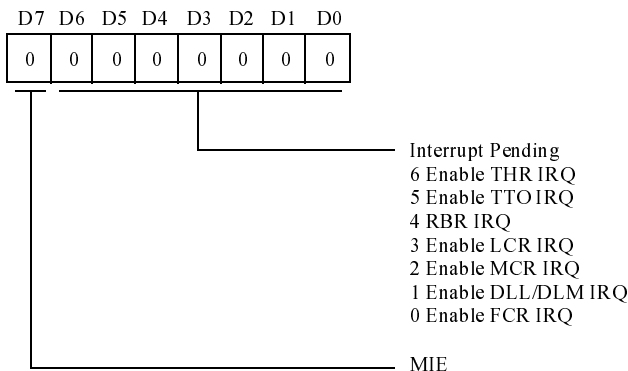 D7 D6 D5 D4 D3 D2 D1 D0
0 0 0 0 0 0 0 0
Interrupt Pending
6 Enable THR IRQ
5 Enable TTO IRQ
4 RBR IRQ
3 Enable LCR IRQ
2 Enable MCR IRQ
1 Enable DLL/DLM IRQ
0 Enable FCR IRQ
MIE